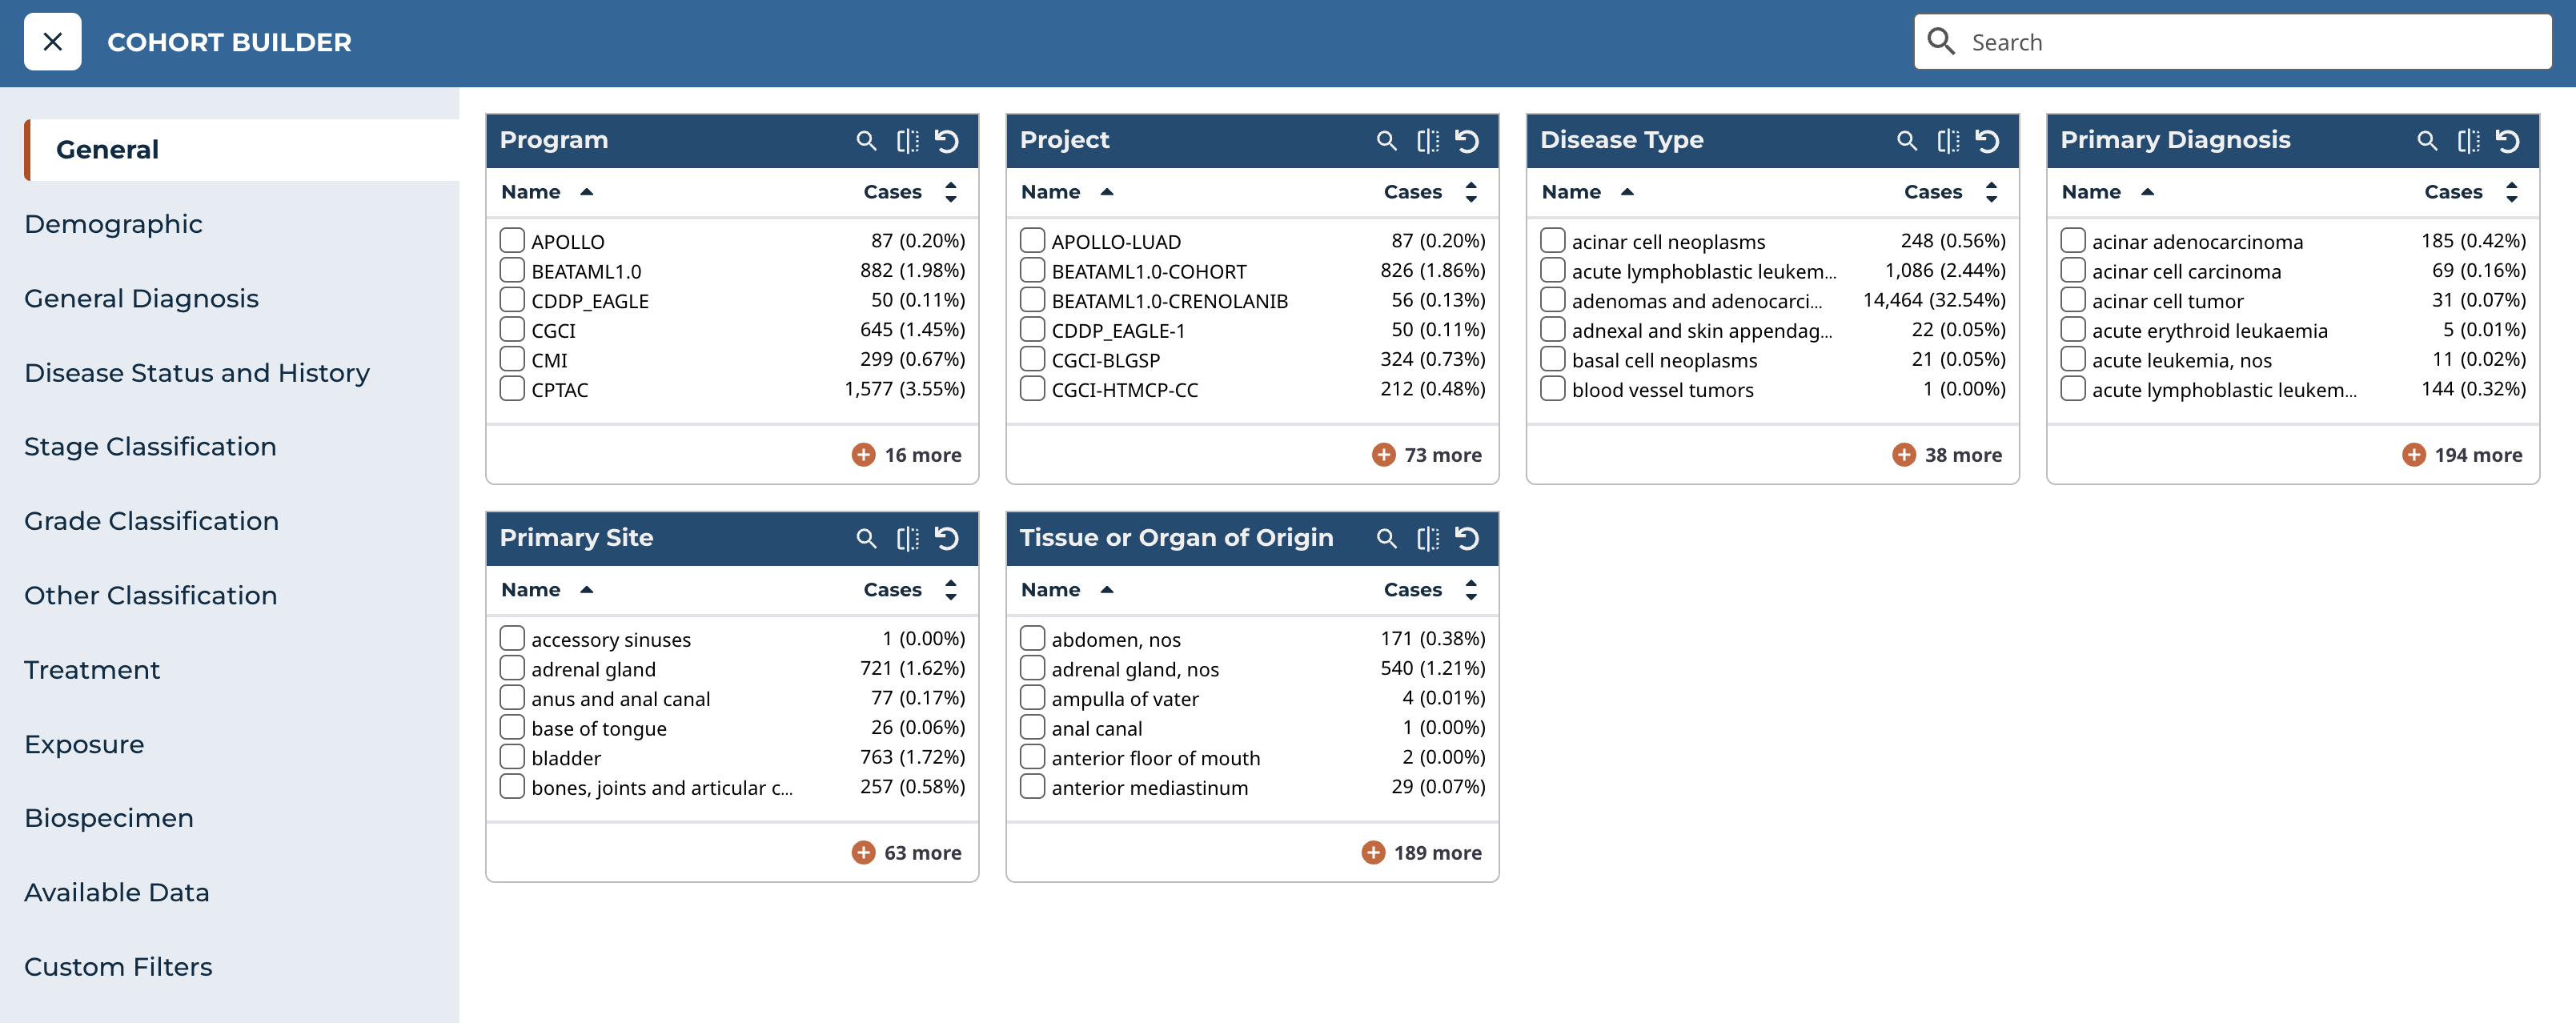 COHORT BUILDER
Search
General
Demographic
General Diagnosis
Disease Status and History
Stage Classification
Grade Classification
Other Classification
Treatment
Exposure
Biospecimen
Available Data
Custom Filters
Program
Name Cases
APOLLO 87 (0.20%)
BEATAML1.0 882 (1.98%)
CDDP_EAGLE 50 (0.11%)
CGCI 645 (1.45%)
CMI 299 (0.67%)
CPTAC 1,577 (3.55%)
16 more
Project
Name Cases
APOLLO-LUAD 87 (0.20%)
BEATAML1.0-COHORT 826 (1.86%)
BEATAML1.0-CRENOLANIB 56 (0.13%)
CDDP_EAGLE-1 50 (0.11%)
CGCI-BLGSP 324 (0.73%)
CGCI-HTMCP-CC 212 (0.48%)
73 more
Disease Type
Name Cases
acinar cell neoplasms 248 (0.56%)
acute lymphoblastic leukem... 1,086 (2.44%)
adenomas and adenocarci... 14,464 (32.54%)
adnexal and skin appendag... 22 (0.05%)
basal cell neoplasms 21 (0.05%)
blood vessel tumors 1 (0.00%)
38 more
Primary Diagnosis
Name Cases
acinar adenocarcinoma 185 (0.42%)
acinar cell carcinoma 69 (0.16%)
acinar cell tumor 31 (0.07%)
acute erythroid leukaemia 5 (0.01%)
acute leukemia, nos 11 (0.02%)
acute lymphoblastic leukem... 144 (0.32%)
194 more
Primary Site
Name Cases
accessory sinuses 1 (0.00%)
adrenal gland 721 (1.62%)
anus and anal canal 77 (0.17%)
base of tongue 26 (0.06%)
bladder 763 (1.72%)
bones, joints and articular c... 257 (0.58%)
63 more
Tissue or Organ of Origin
Name Cases
abdomen, nos 171 (0.38%)
adrenal gland, nos 540 (1.21%)
ampulla of vater 4 (0.01%)
anal canal 1 (0.00%)
anterior floor of mouth 2 (0.00%)
anterior mediastinum 29 (0.07%)
189 more